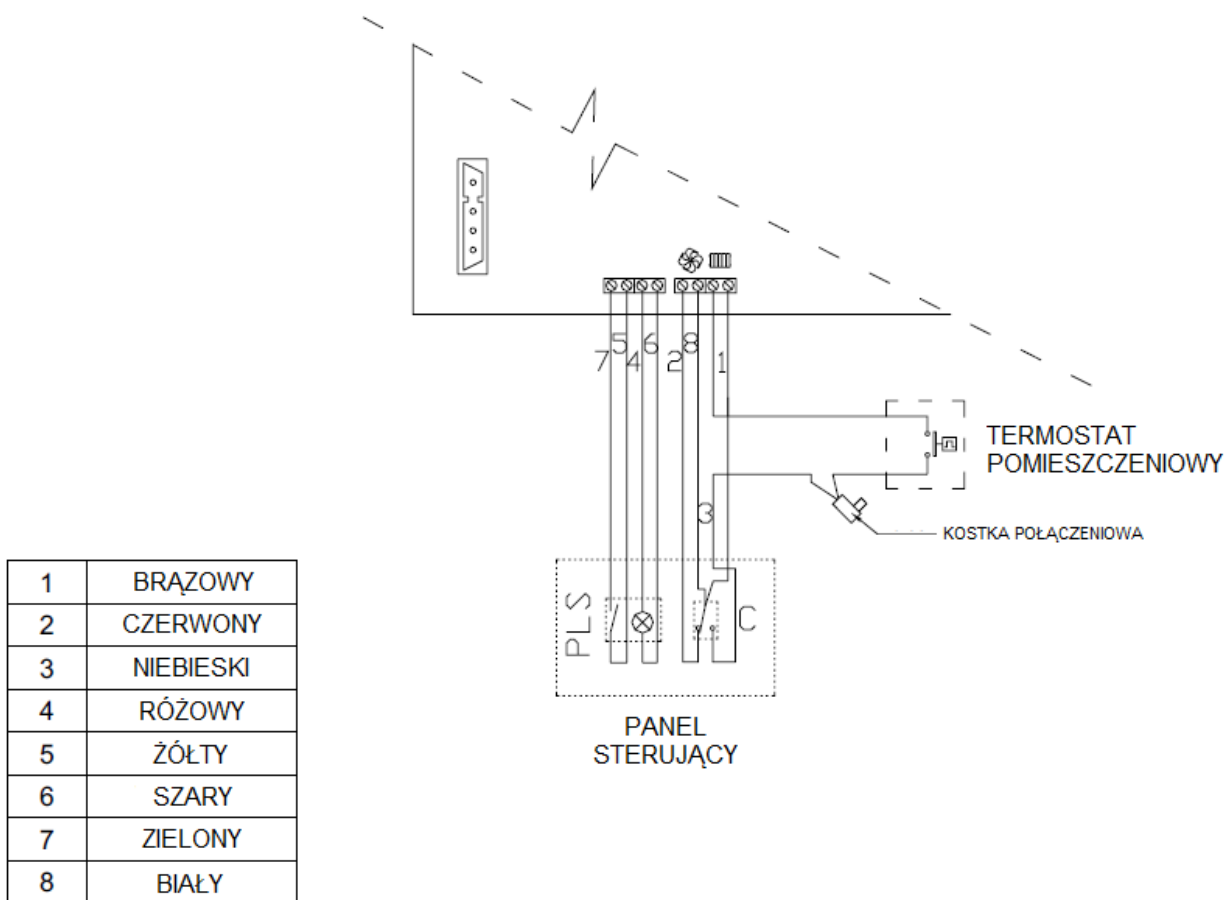 5 6 8
7 4 2 1
TERMOSTAT
POMIESZCZENIOWY
3
KOSTKA POŁĄCZENIOWA
PLS
C
PANEL
STERUJĄCY
1 BRĄZOWY
2 CZERWONY
3 NIEBIESKI
4 RÓŻOWY
5 ŻÓŁTY
6 SZARY
7 ZIELONY
8 BIAŁY